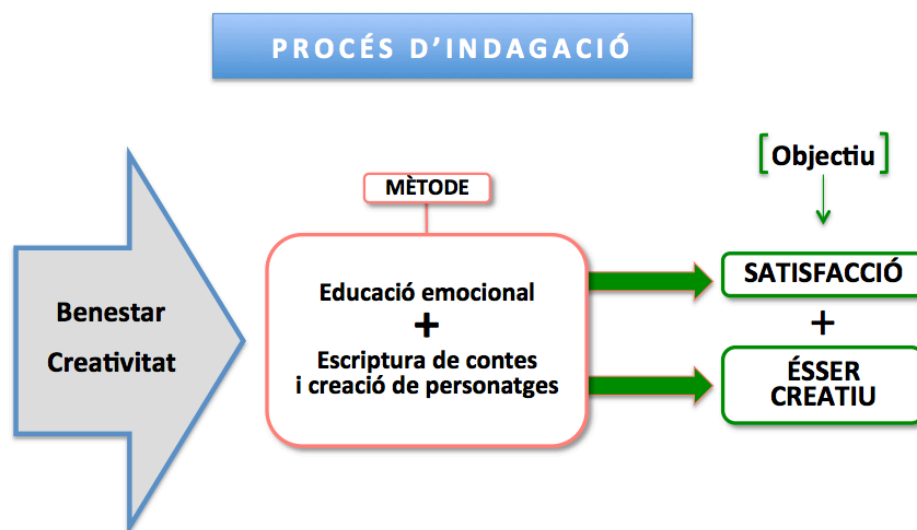 PROCÉS D’INDAGACIÓ
[Objectiu]
MÈTODE
Benestar
Creativitat
Educació emocional
+
Escriptura de contes
i creació de personatges
SATISFACCIÓ
+
ÉSSER
CREATIU